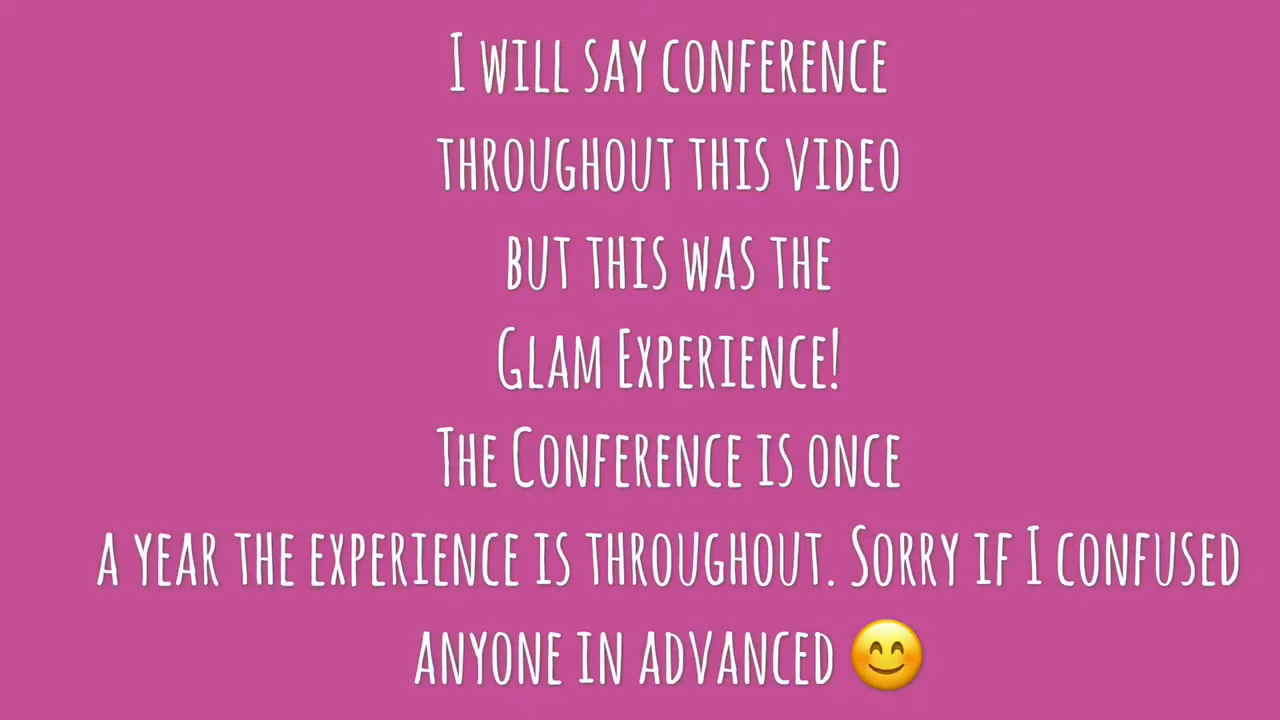 I will say conference
throughout this video
but this was the
Glam Experience!
The Conference is once
a year the experience is throughout. Sorry if I confused
anyone in advanced 😊